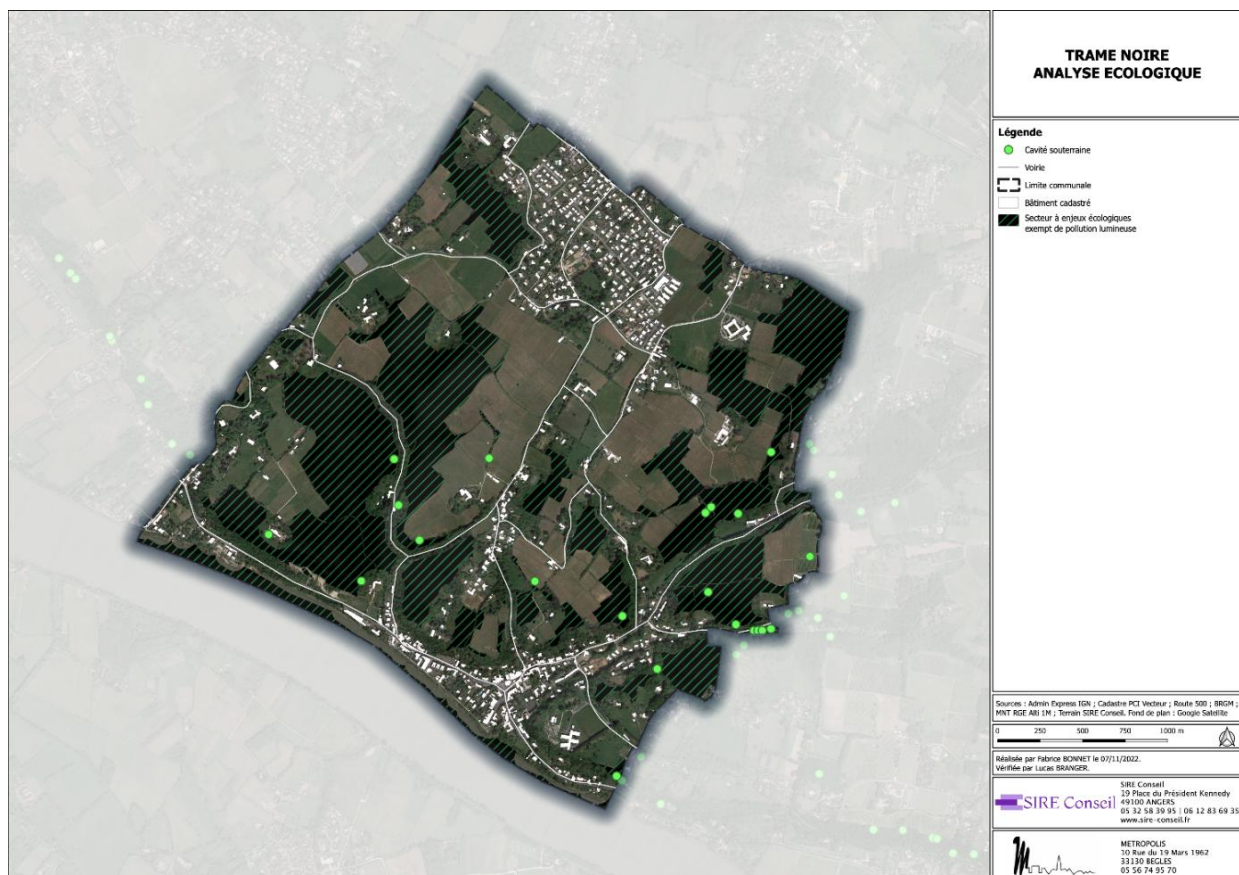 TRAME NOIRE
ANALYSE ECOLOGIQUE
Légende
Cavité souterraine
Voirie
Limite communale
Bâtiment cadastré
Secteur à enjeux écologiques
exempt de pollution lumineuse
Sources : Admin Express IGN ; Cadastre PCI Vecteur ; Route 500 ; BRGM ;
MNT RGE Alti 1M ; Terrain SIRE Conseil. Fond de plan : Google Satellite
0 250 500 750 1000 m
Réalisée par Fabrice BONNET le 07/11/2022.
Vérifiée par Lucas BRANGER.
SIRE Conseil
SIRE Conseil
19 Place du Président Kennedy
49100 ANGERS
05 32 58 39 95 | 06 12 83 69 35
www.sire-conseil.fr
METROPOLIS
10 Rue du 19 Mars 1962
33130 BEGLES
05 56 74 95 70